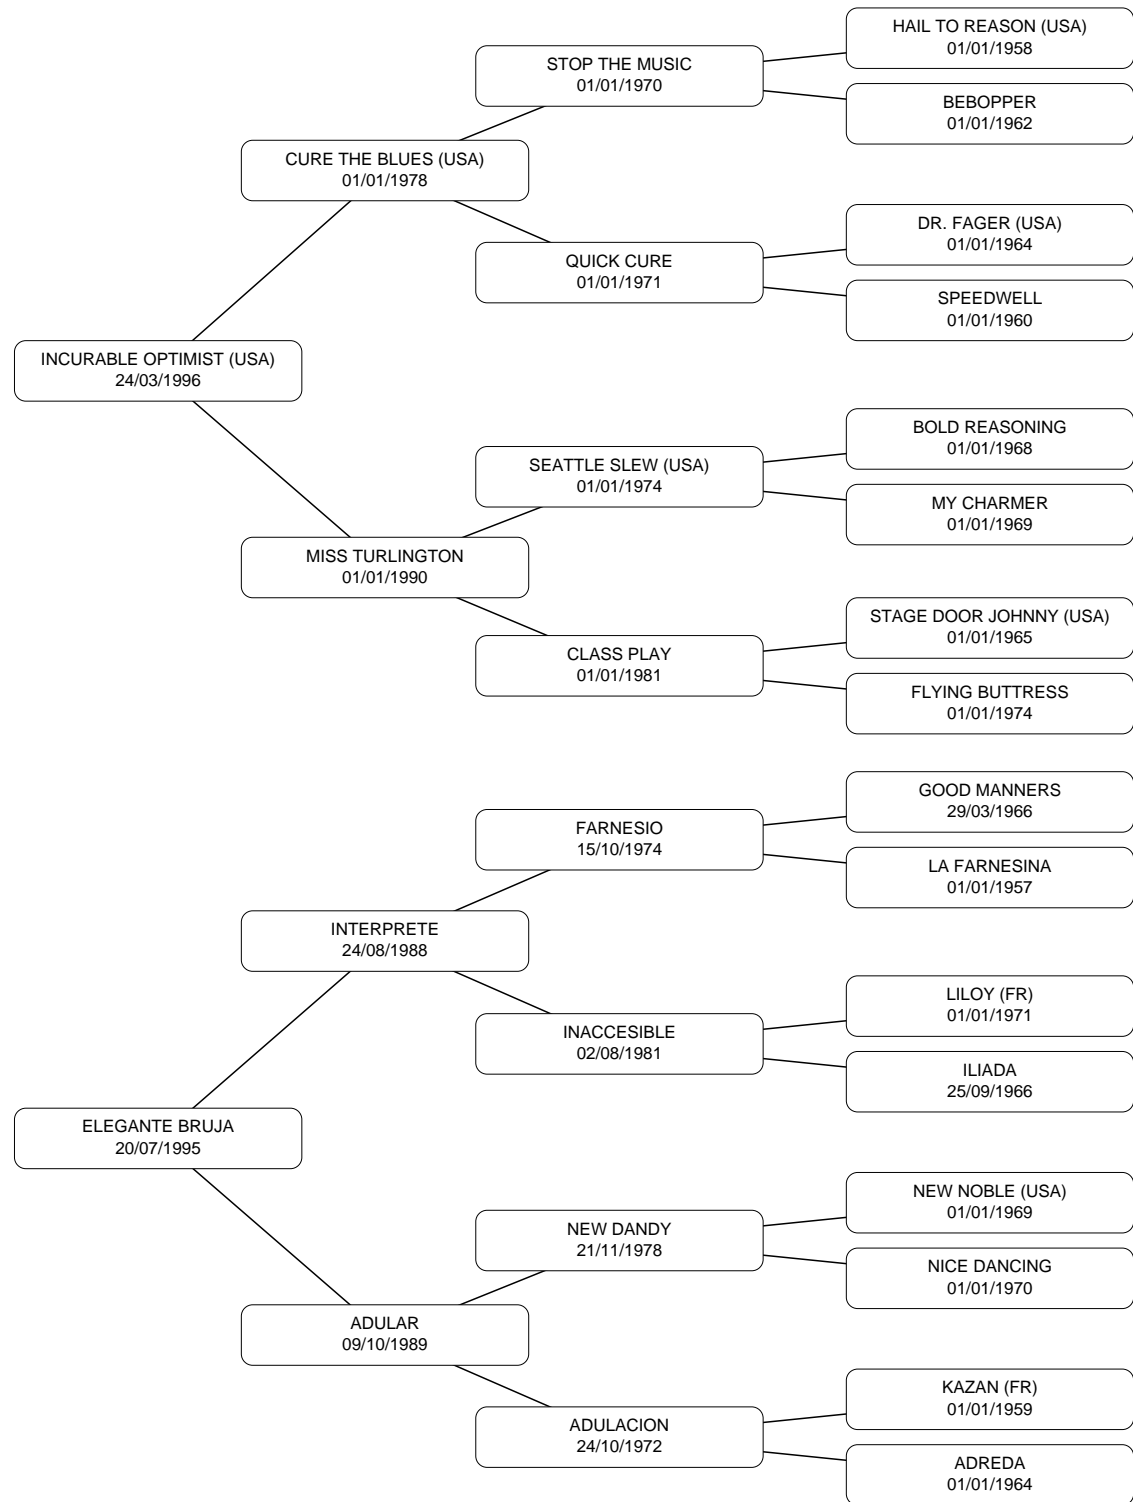 HAIL TO REASON (USA)
01/01/1958
STOP THE MUSIC
01/01/1970
BEBOPPER
01/01/1962
CURE THE BLUES (USA)
01/01/1978
DR. FAGER (USA)
01/01/1964
QUICK CURE
01/01/1971
SPEEDWELL
01/01/1960
INCURABLE OPTIMIST (USA)
24/03/1996
BOLD REASONING
01/01/1968
SEATTLE SLEW (USA)
01/01/1974
MY CHARMER
01/01/1969
MISS TURLINGTON
01/01/1990
STAGE DOOR JOHNNY (USA)
01/01/1965
CLASS PLAY
01/01/1981
FLYING BUTTRESS
01/01/1974
GOOD MANNERS
29/03/1966
FARNESIO
15/10/1974
LA FARNESINA
01/01/1957
INTERPRETE
24/08/1988
LILOY (FR)
01/01/1971
INACCESIBLE
02/08/1981
ILIADA
25/09/1966
ELEGANTE BRUJA
20/07/1995
NEW NOBLE (USA)
01/01/1969
NEW DANDY
21/11/1978
NICE DANCING
01/01/1970
ADULAR
09/10/1989
KAZAN (FR)
01/01/1959
ADULACION
24/10/1972
ADREDA
01/01/1964